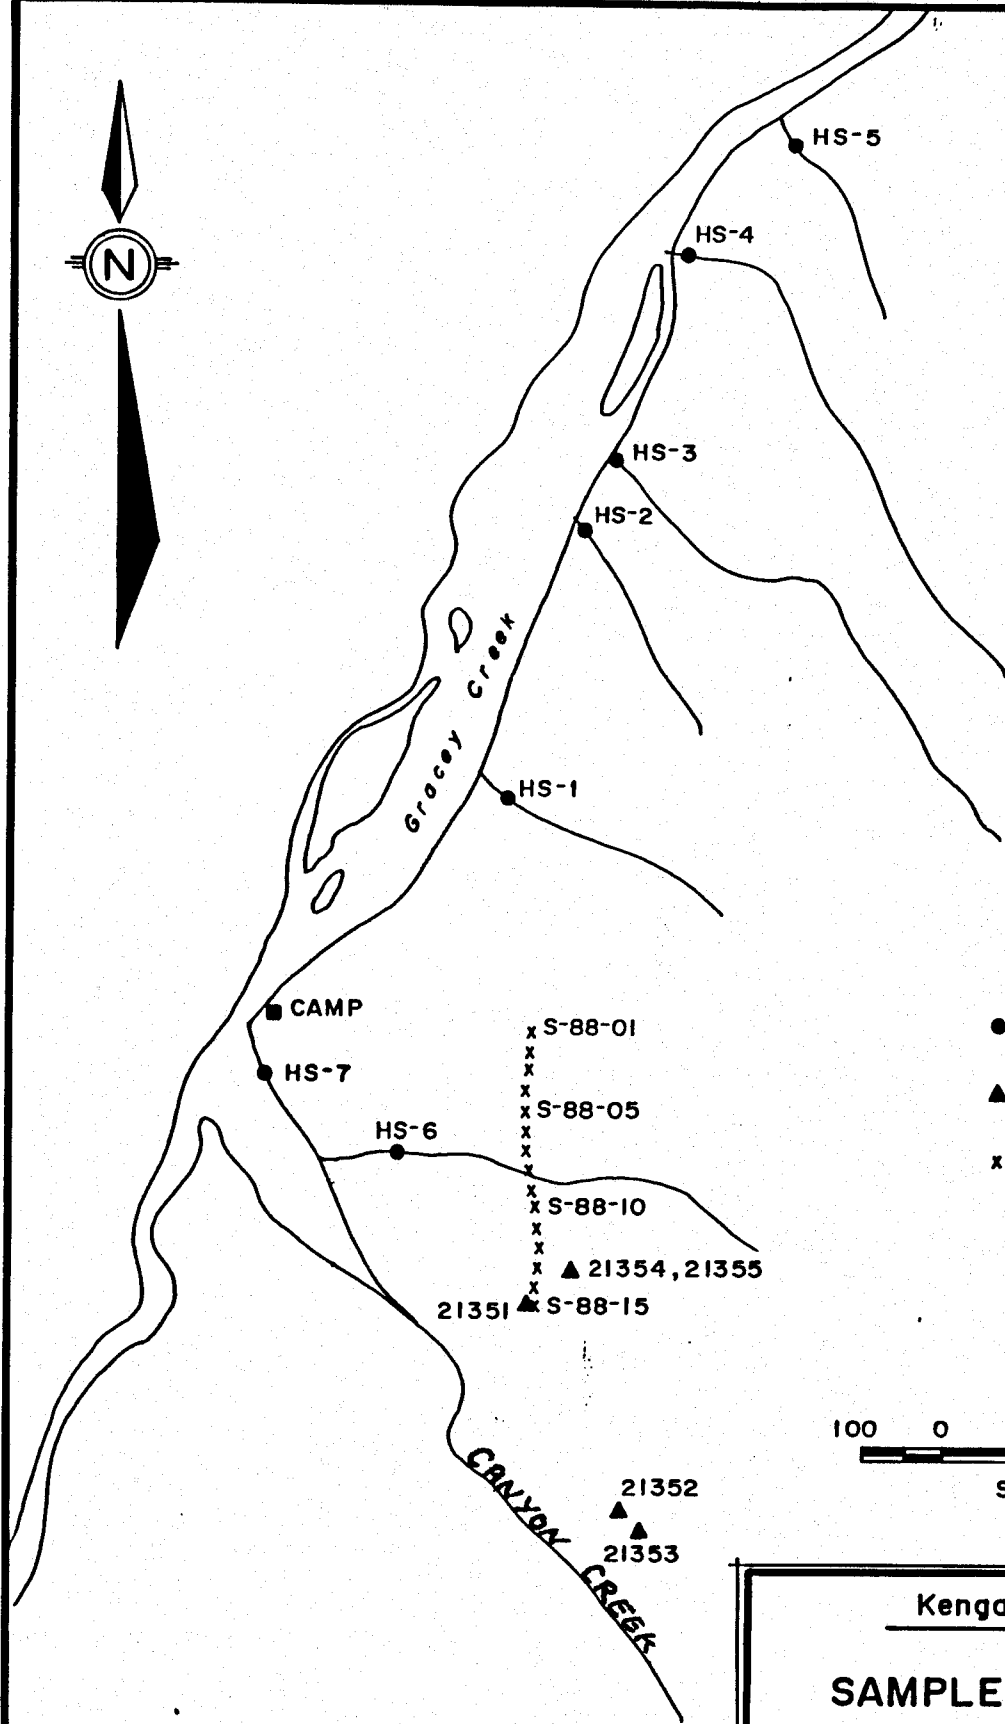 HS-5
HS-4
N
HS-3
HS-2
Gracey Creek
HS-1
CAMP
S-88-01
HS-7
S-88-05
HS-6
S-88-10
21354, 21355
21351
S-88-15
100 0
S
CANYON CREEK
21352
21353
Kenga
SAMPLE